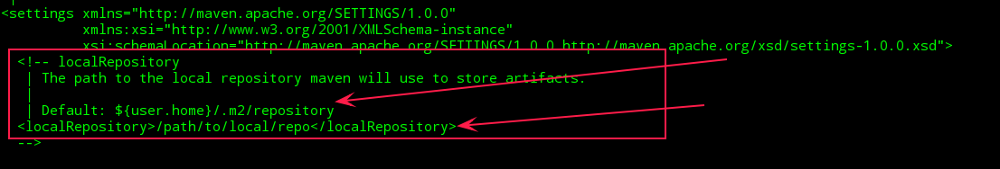 <settings xmlns="http://maven.apache.org/SETTINGS/1.0.0"
xmlns:xsi="http://www.w3.org/2001/XMLSchema-instance"
xsi:schemaLocation="http://maven.apache.org/SETTINGS/1.0.0 http://maven.apache.org/xsd/settings-1.0.0.xsd">
<!-- localRepository
| The path to the local repository maven will use to store artifacts.
|
| Default: ${user.home}/.m2/repository
<localRepository>/path/to/local/repo</localRepository>
-->